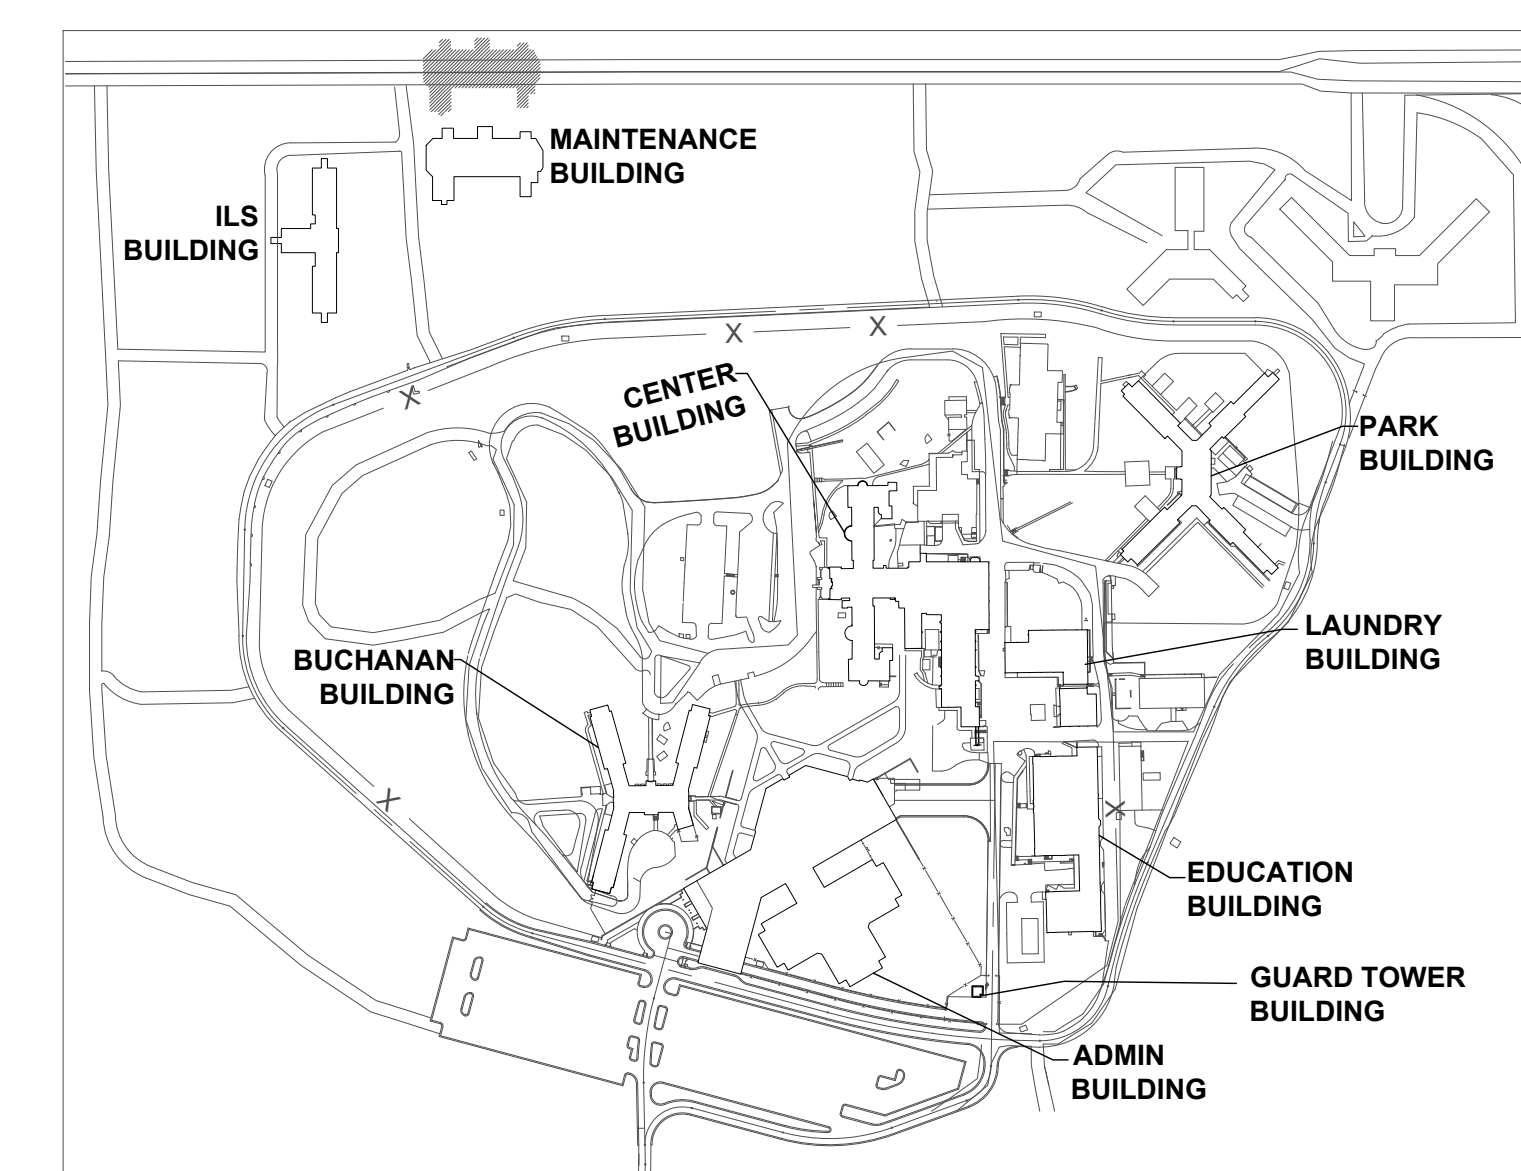 MAINTENANCE
BUILDING
ILS
BUILDING
X
X
X
CENTER
BUILDING
PARK
BUILDING
LAUNDRY
BUILDING
BUCHANAN
BUILDING
X
X
EDUCATION
BUILDING
GUARD TOWER
BUILDING
ADMIN
BUILDING